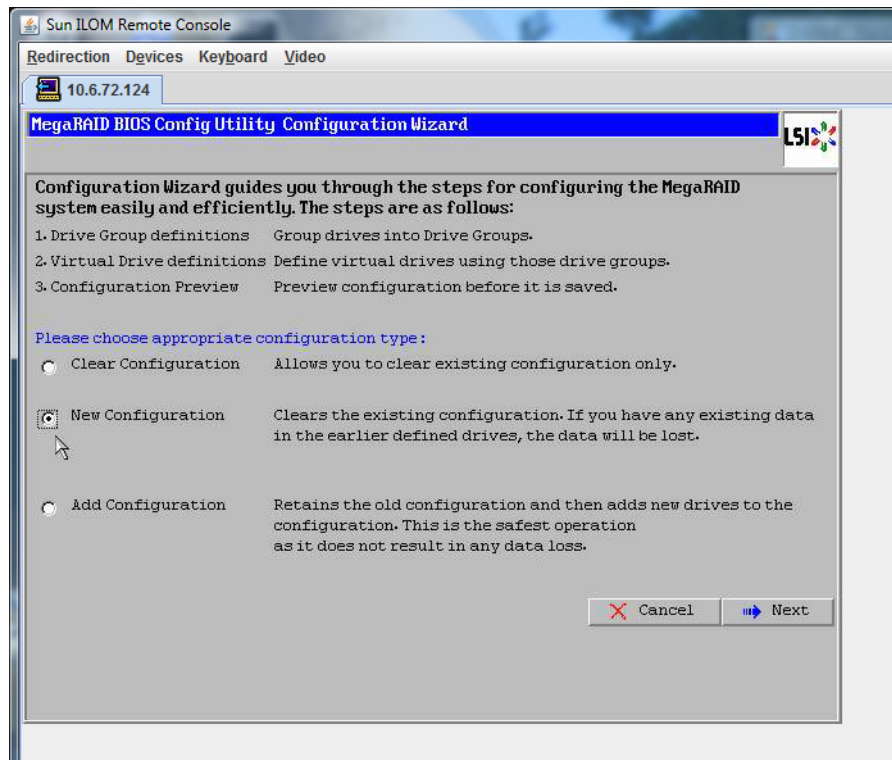 Sun ILOM Remote Console
Redirection Devices Keyboard Video
10.6.72.124
MegaRAID BIOS Config Utility Configuration Wizard
LSI
Configuration Wizard guides you through the steps for configuring the MegaRAID
system easily and efficiently. The steps are as follows:
1. Drive Group definitions Group drives into Drive Groups.
2. Virtual Drive definitions Define virtual drives using those drive groups.
3. Configuration Preview Preview configuration before it is saved.
Please choose appropriate configuration type:
Clear Configuration Allows you to clear existing configuration only.
New Configuration Clears the existing configuration. If you have any existing data
in the earlier defined drives, the data will be lost.
Add Configuration Retains the old configuration and then adds new drives to the
configuration. This is the safest operation
as it does not result in any data loss.
Cancel Next